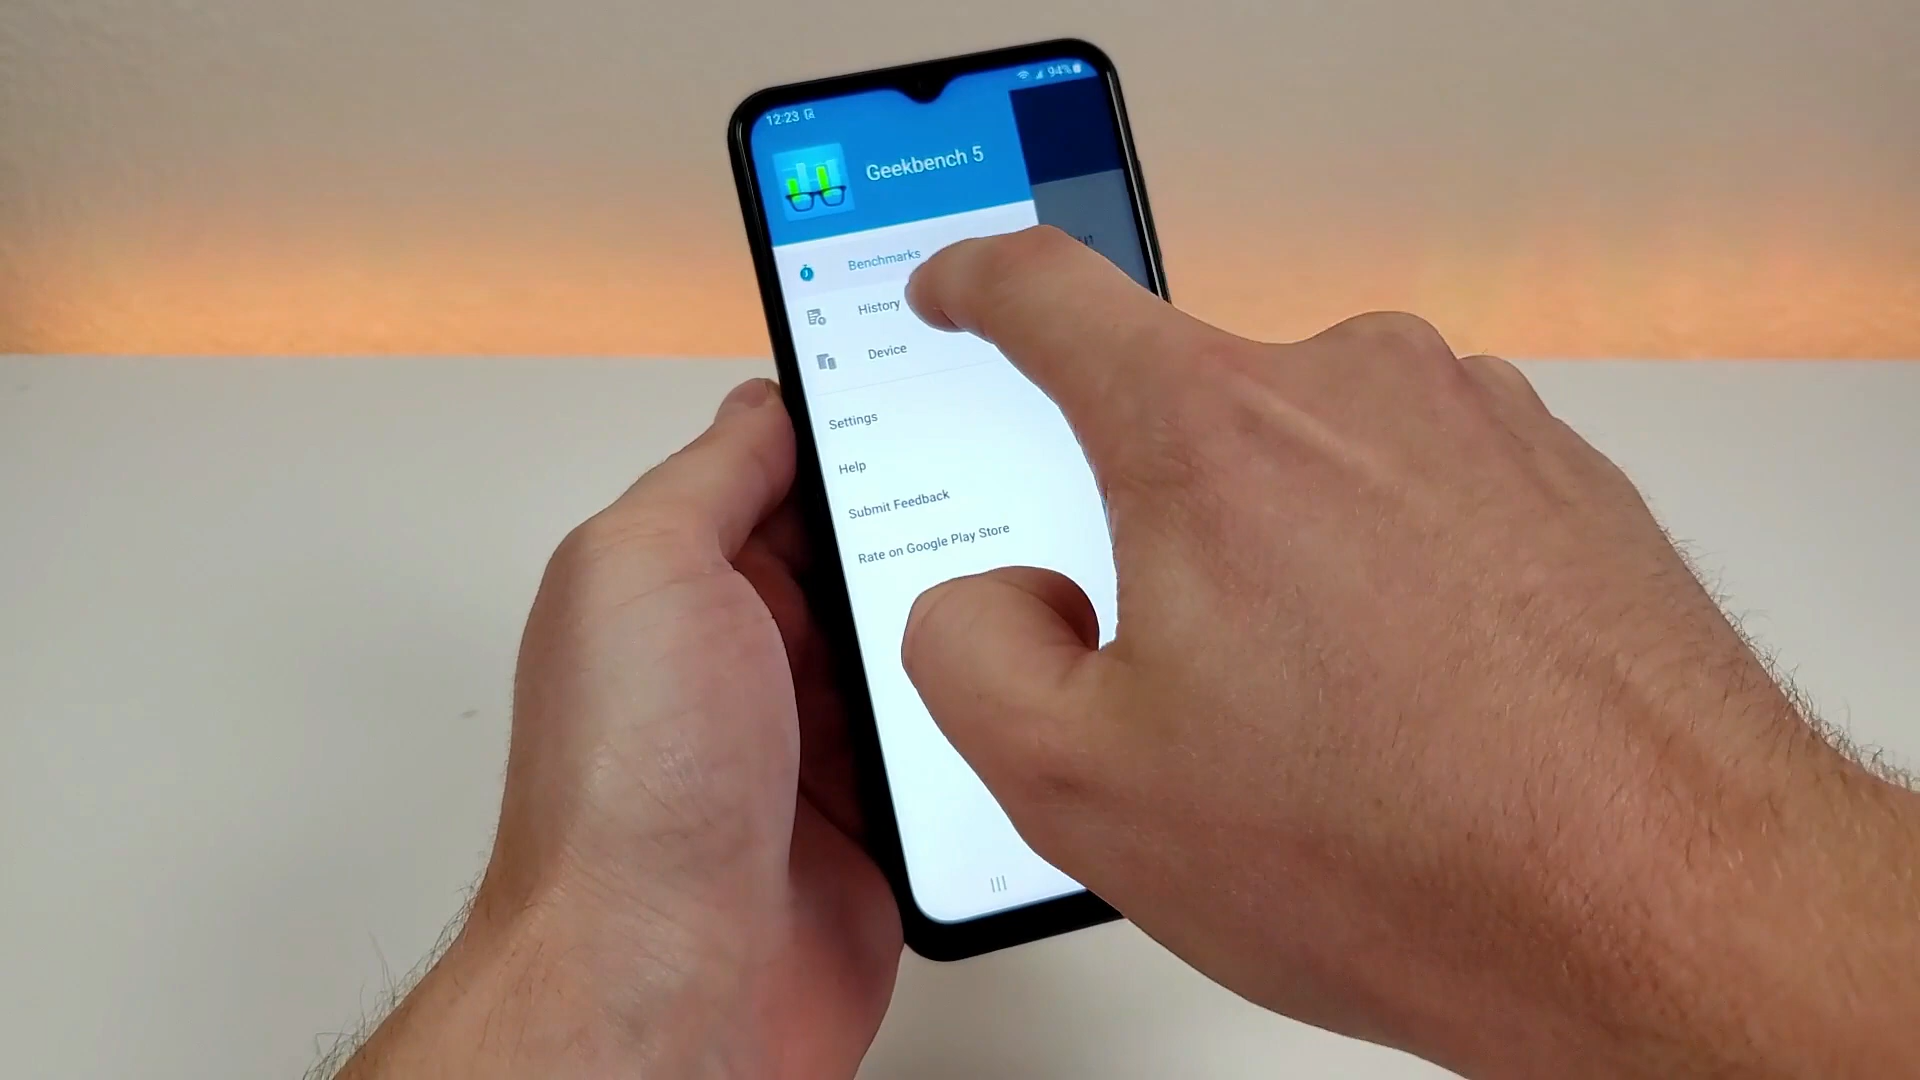 12:23
94%
Geekbench 5
Benchmarks
History
Device
Settings
Help
Submit Feedback
Rate on Google Play Store